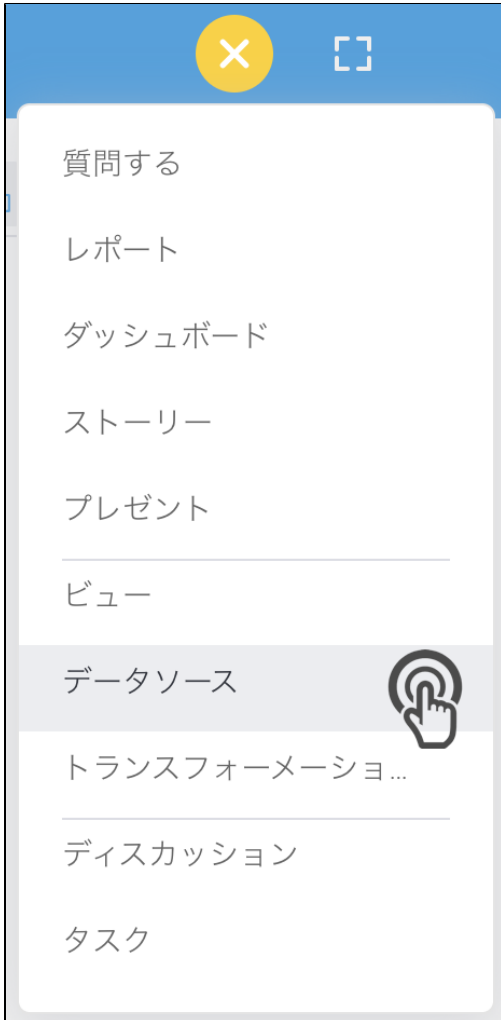 質問する
レポート
ダッシュボード
ストーリー
プレゼント
ビュー
データソース
トランスフォーメーショ...
ディスカッション
タスク